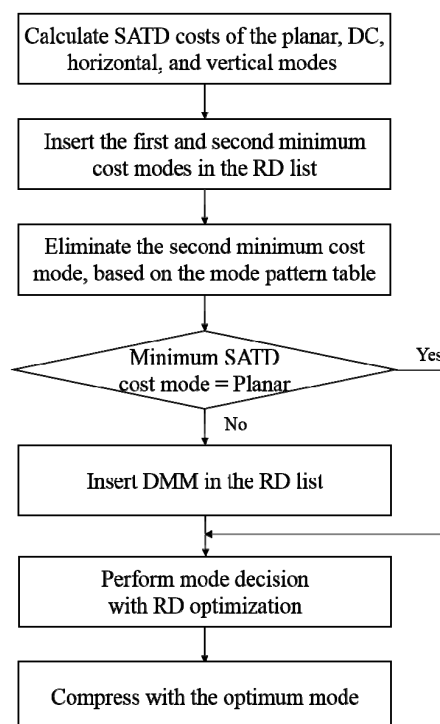 Calculate SATD costs of the planar, DC,
horizontal, and vertical modes
Insert the first and second minimum
cost modes in the RD list
Eliminate the second minimum cost
mode, based on the mode pattern table
Minimum SATD
cost mode = Planar
Yes
No
Insert DMM in the RD list
Perform mode decision
with RD optimization
Compress with the optimum mode